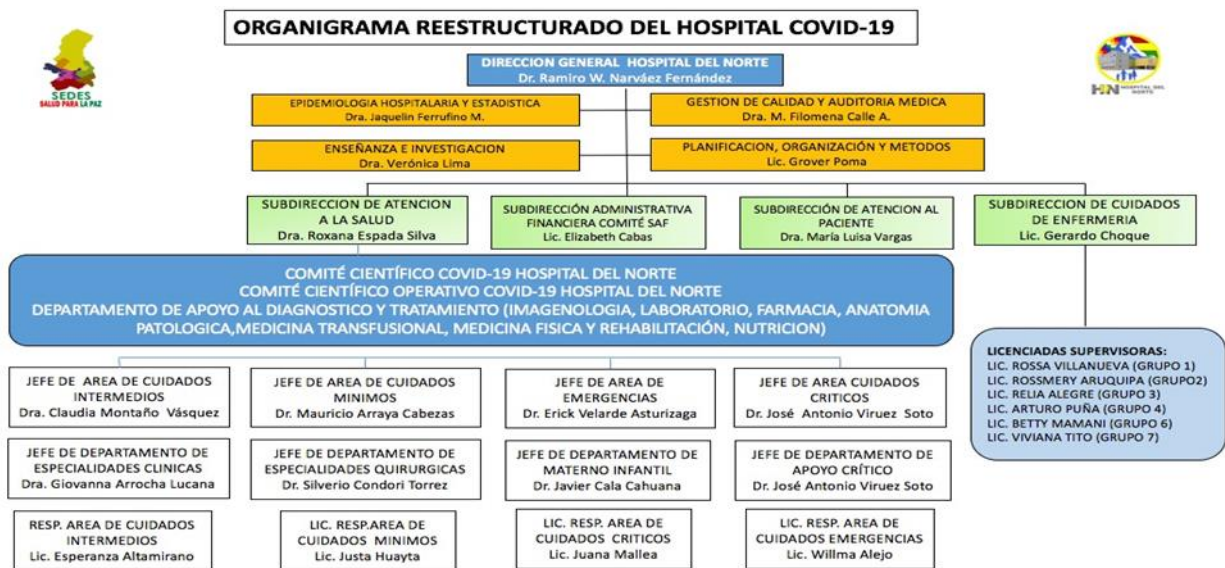 ORGANIGRAMA REESTRUCTURADO DEL HOSPITAL COVID-19
SEDES
SALUD PARA LA PAZ
HN HOSPITAL DEL NORTE
DIRECCION GENERAL HOSPITAL DEL NORTE
Dr. Ramiro W. Narváez Fernández
EPIDEMIOLOGIA HOSPITALARIA Y ESTADISTICA
Dra. Jaquelin Ferrufino M.
GESTION DE CALIDAD Y AUDITORIA MEDICA
Dra. M. Filomena Calle A.
ENSEÑANZA E INVESTIGACION
Dra. Verónica Lima
PLANIFICACION, ORGANIZACIÓN Y METODOS
Lic. Grover Poma
SUBDIRECCION DE ATENCION
A LA SALUD
Dra. Roxana Espada Silva
SUBDIRECCIÓN ADMINISTRATIVA
FINANCIERA COMITÉ SAF
Lic. Elizabeth Cabas
SUBDIRECCIÓN DE ATENCION AL
PACIENTE
Dra. María Luisa Vargas
SUBDIRECCION DE CUIDADOS
DE ENFERMERIA
Lic. Gerardo Choque
COMITÉ CIENTÍFICO COVID-19 HOSPITAL DEL NORTE
COMITÉ CIENTÍFICO OPERATIVO COVID-19 HOSPITAL DEL NORTE
DEPARTAMENTO DE APOYO AL DIAGNOSTICO Y TRATAMIENTO (IMAGENOLOGIA, LABORATORIO, FARMACIA, ANATOMIA
PATOLOGICA,MEDICINA TRANSFUSIONAL, MEDICINA FISICA Y REHABILITACIÓN, NUTRICION)
LICENCIADAS SUPERVISORAS:
LIC. ROSSA VILLANUEVA (GRUPO 1)
LIC. ROSSMERY ARUQUIPA (GRUPO2)
LIC. RELIA ALEGRE (GRUPO 3)
LIC. ARTURO PUÑA (GRUPO 4)
LIC. BETTY MAMANI (GRUPO 6)
LIC. VIVIANA TITO (GRUPO 7)
JEFE DE AREA DE CUIDADOS
INTERMEDIOS
Dra. Claudia Montaño Vásquez
JEFE DE AREA DE CUIDADOS
MINIMOS
Dr. Mauricio Arraya Cabezas
JEFE DE AREA DE
EMERGENCIAS
Dr. Erick Velarde Asturizaga
JEFE DE AREA DE CUIDADOS
CRITICOS
Dr. José Antonio Viruez Soto
JEFE DE DEPARTAMENTO DE
ESPECIALIDADES CLINICAS
Dra. Giovanna Arrocha Lucana
JEFE DE DEPARTAMENTO DE
ESPECIALIDADES QUIRURGICAS
Dr. Silverio Condori Torrez
JEFE DE DEPARTAMENTO DE
MATERNO INFANTIL
Dr. Javier Cala Cahuana
JEFE DE DEPARTAMENTO DE
APOYO CRÍTICO
Dr. José Antonio Viruez Soto
RESP. AREA DE CUIDADOS
INTERMEDIOS
Lic. Esperanza Altamirano
LIC. RESP.AREA DE
CUIDADOS MINIMOS
Lic. Justa Huayta
LIC. RESP. AREA DE
CUIDADOS CRITICOS
Lic. Juana Mallea
LIC. RESP. AREA DE
CUIDADOS EMERGENCIAS
Lic. Willma Alejo